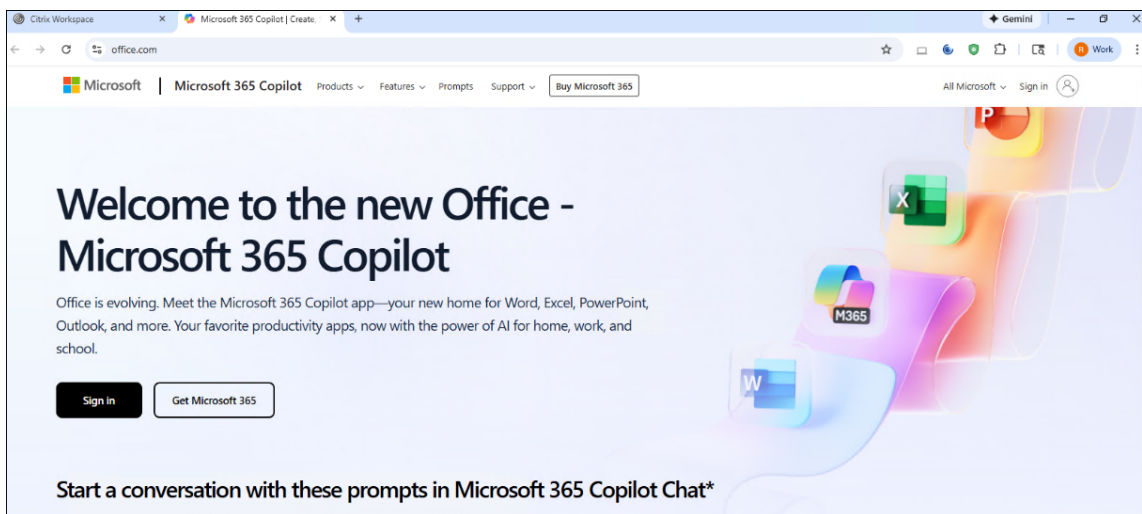 Citrix Workspace
Microsoft 365 Copilot | Create,
Gemini
office.com
Work
Microsoft
Microsoft 365 Copilot
Products
Features
Prompts
Support
Buy Microsoft 365
All Microsoft
Sign in
P
X
M365
W
Welcome to the new Office -
Microsoft 365 Copilot
Office is evolving. Meet the Microsoft 365 Copilot app—your new home for Word, Excel, PowerPoint,
Outlook, and more. Your favorite productivity apps, now with the power of AI for home, work, and
school.
Sign in
Get Microsoft 365
Start a conversation with these prompts in Microsoft 365 Copilot Chat*